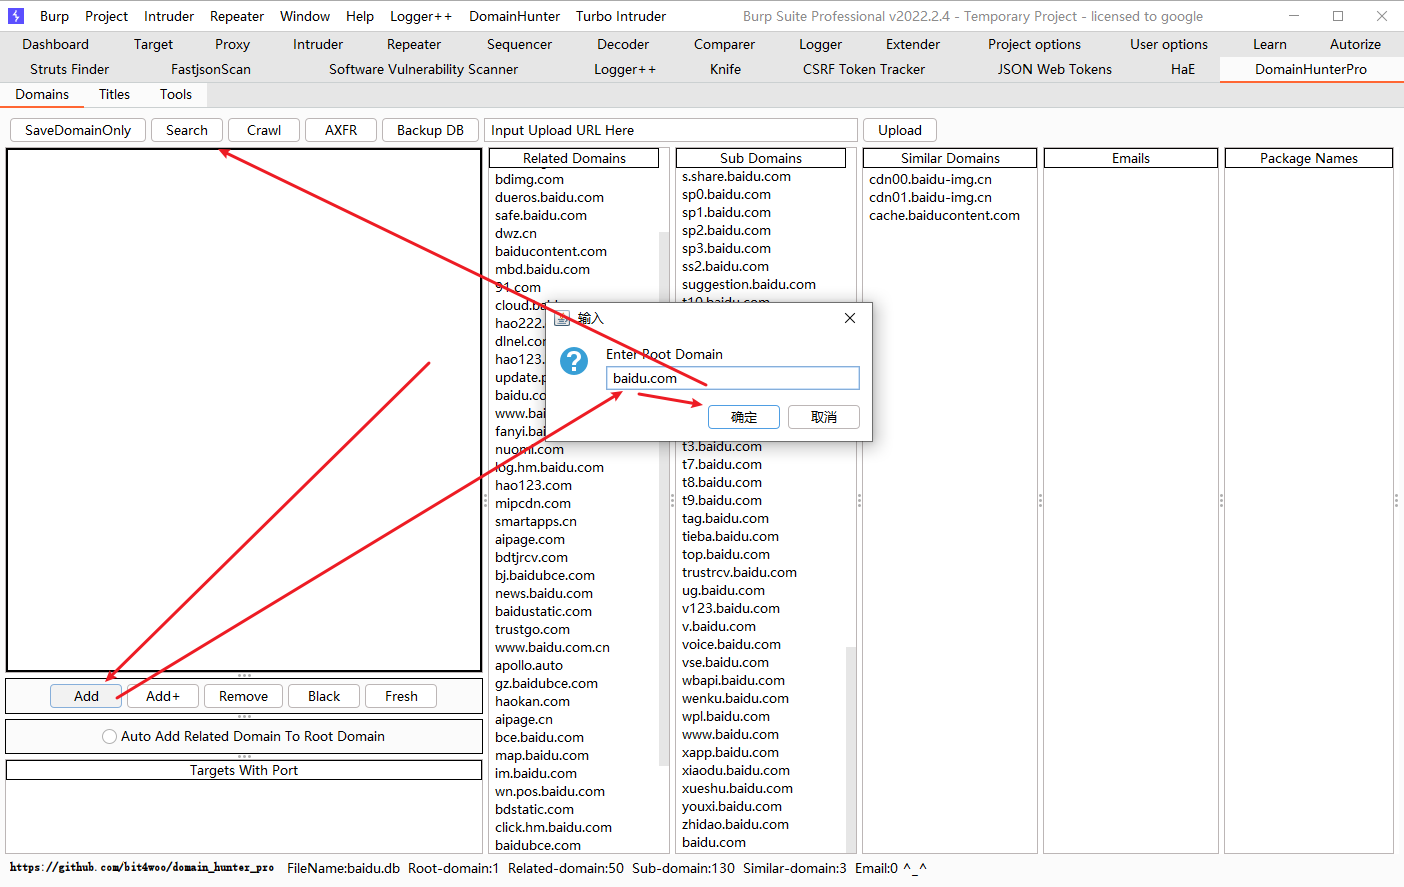 Burp Project Intruder Repeater Window Help Logger++ DomainHunter Turbo Intruder Burp Suite Professional v2022.2.4 - Temporary Project - licensed to google
Dashboard Target Proxy Intruder Repeater Sequencer Decoder Comparer Logger Extender Project options User options Learn Autorize
Struts Finder FastjsonScan Software Vulnerability Scanner Logger++ Knife CSRF Token Tracker JSON Web Tokens HaE DomainHunterPro
Domains Titles Tools
SaveDomainOnly Search Crawl AXFR Backup DB Input Upload URL Here Upload
Related Domains
bdimg.com
dueros.baidu.com
safe.baidu.com
dwz.cn
baiducontent.com
mbd.baidu.com
91.com
cloud.ba
hao222.
dlnel.co
hao123.
update.p
baidu.co
www.bai
fanyi.bai
nuomi.com
log.hm.baidu.com
hao123.com
mipcdn.com
smartapps.cn
aipage.com
bdtjrcv.com
bj.baidubce.com
news.baidu.com
baidustatic.com
trustgo.com
www.baidu.com.cn
apollo.auto
gz.baidubce.com
haokan.com
aipage.cn
bce.baidu.com
map.baidu.com
im.baidu.com
wn.pos.baidu.com
bdstatic.com
click.hm.baidu.com
baidubce.com
Sub Domains
s.share.baidu.com
sp0.baidu.com
sp1.baidu.com
sp2.baidu.com
sp3.baidu.com
ss2.baidu.com
suggestion.baidu.com
t10.baidu.com
t3.baidu.com
t7.baidu.com
t8.baidu.com
t9.baidu.com
tag.baidu.com
tieba.baidu.com
top.baidu.com
trustrcv.baidu.com
ug.baidu.com
v123.baidu.com
v.baidu.com
voice.baidu.com
vse.baidu.com
wbapi.baidu.com
wenku.baidu.com
wpl.baidu.com
www.baidu.com
xapp.baidu.com
xiaodu.baidu.com
xueshu.baidu.com
youxi.baidu.com
zhidao.baidu.com
baidu.com
Similar Domains
cdn00.baidu-img.cn
cdn01.baidu-img.cn
cache.baiducontent.com
Emails
Package Names
输入
Enter Root Domain
baidu.com
确定 取消
Add Add+ Remove Black Fresh
Auto Add Related Domain To Root Domain
Targets With Port
https://github.com/bit4woo/domain_hunter_pro FileName:baidu.db Root-domain:1 Related-domain:50 Sub-domain:130 Similar-domain:3 Email:0 ^_^